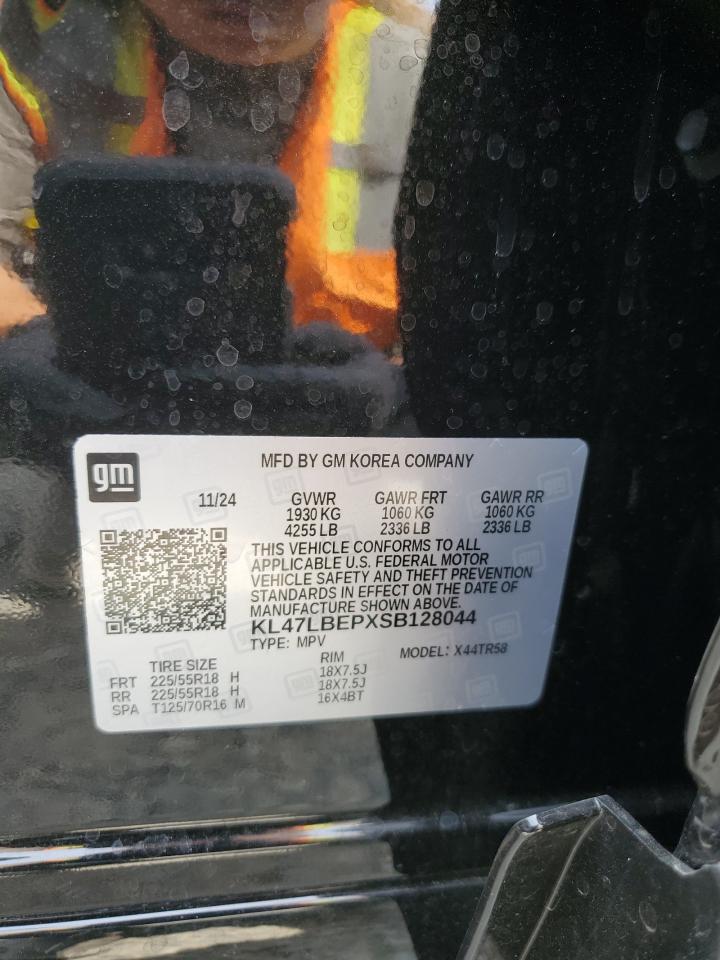 gm
MFD BY GM KOREA COMPANY
11/24 GVWR GAWR FRT GAWR RR
1930 KG 1060 KG 1060 KG
4255 LB 2336 LB 2336 LB
THIS VEHICLE CONFORMS TO ALL
APPLICABLE U.S. FEDERAL MOTOR
VEHICLE SAFETY AND THEFT PREVENTION
STANDARDS IN EFFECT ON THE DATE OF
MANUFACTURE SHOWN ABOVE.
KL47LBEPXSB128044
TYPE: MPV MODEL: X44TR58
TIRE SIZE RIM
FRT 225/55R18 H 18X7.5J
RR 225/55R18 H 18X7.5J
SPA T125/70R16 M 16X4BT